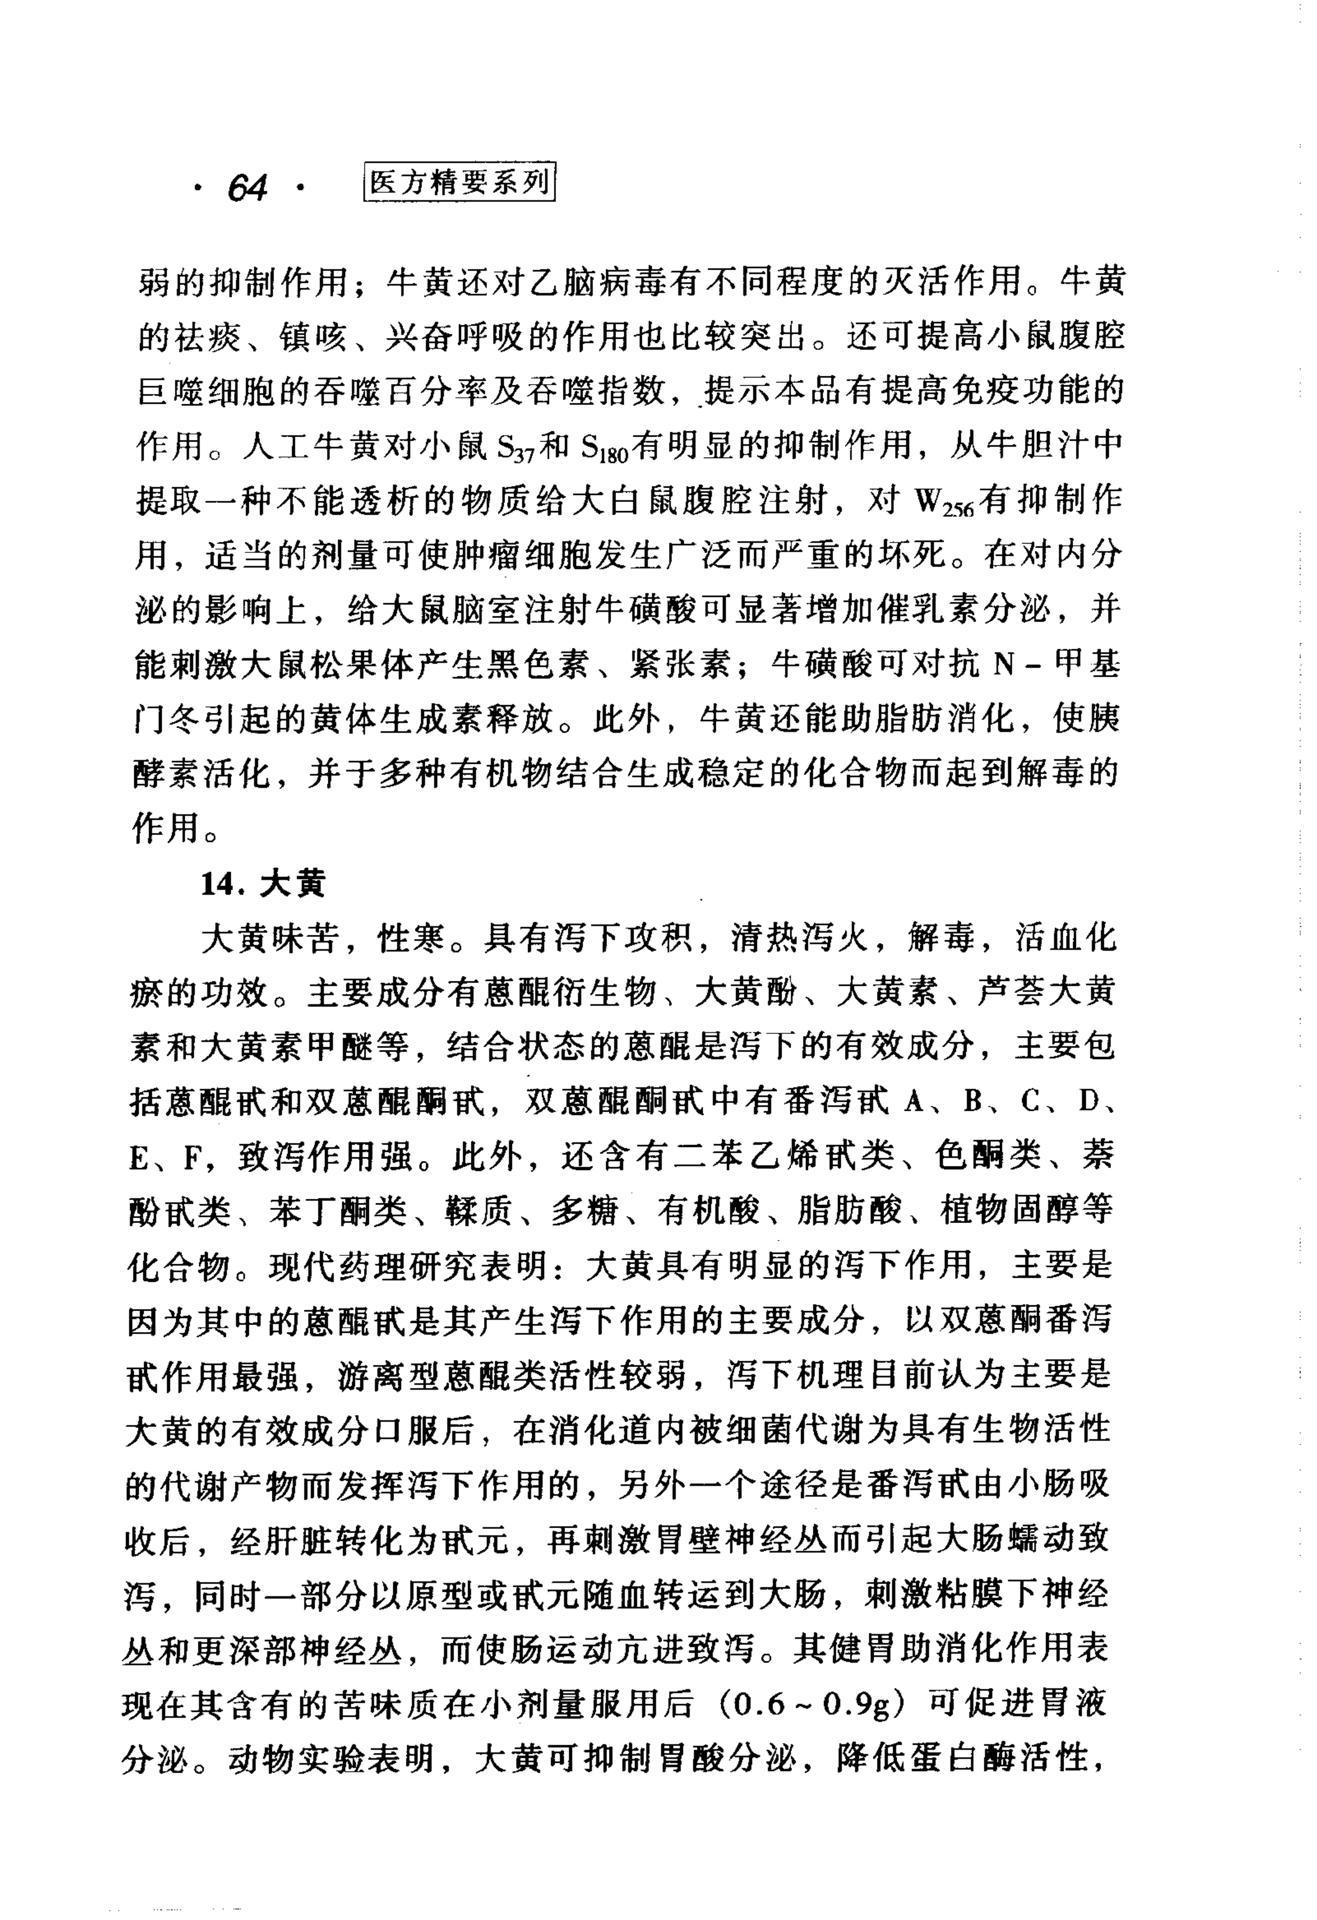 · 64 · 医方精要系列
弱的抑制作用；牛黄还对乙脑病毒有不同程度的灭活作用。牛黄
的祛痰、镇咳、兴奋呼吸的作用也比较突出。还可提高小鼠腹腔
巨噬细胞的吞噬百分率及吞噬指数，提示本品有提高免疫功能的
作用。人工牛黄对小鼠 S₃₇和 S₁₈₀有明显的抑制作用，从牛胆汁中
提取一种不能透析的物质给大白鼠腹腔注射，对 W₂₅₆有抑制作
用，适当的剂量可使肿瘤细胞发生广泛而严重的坏死。在对内分
泌的影响上，给大鼠脑室注射牛磺酸可显著增加催乳素分泌，并
能刺激大鼠松果体产生黑色素、紧张素；牛磺酸可对抗 N－甲基
门冬引起的黄体生成素释放。此外，牛黄还能助脂肪消化，使胰
酵素活化，并于多种有机物结合生成稳定的化合物而起到解毒的
作用。
14. 大黄
大黄味苦，性寒。具有泻下攻积，清热泻火，解毒，活血化
瘀的功效。主要成分有蒽醌衍生物、大黄酚、大黄素、芦荟大黄
素和大黄素甲醚等，结合状态的蒽醌是泻下的有效成分，主要包
括蒽醌甙和双蒽醌酮甙，双蒽醌酮甙中有番泻甙 A、B、C、D、
E、F，致泻作用强。此外，还含有二苯乙烯甙类、色酮类、萘
酚甙类、苯丁酮类、鞣质、多糖、有机酸、脂肪酸、植物固醇等
化合物。现代药理研究表明：大黄具有明显的泻下作用，主要是
因为其中的蒽醌甙是其产生泻下作用的主要成分，以双蒽酮番泻
甙作用最强，游离型蒽醌类活性较弱，泻下机理目前认为主要是
大黄的有效成分口服后，在消化道内被细菌代谢为具有生物活性
的代谢产物而发挥泻下作用的，另外一个途径是番泻甙由小肠吸
收后，经肝脏转化为甙元，再刺激胃壁神经丛而引起大肠蠕动致
泻，同时一部分以原型或甙元随血转运到大肠，刺激粘膜下神经
丛和更深部神经丛，而使肠运动亢进致泻。其健胃助消化作用表
现在其含有的苦味质在小剂量服用后（0.6～0.9g）可促进胃液
分泌。动物实验表明，大黄可抑制胃酸分泌，降低蛋白酶活性，